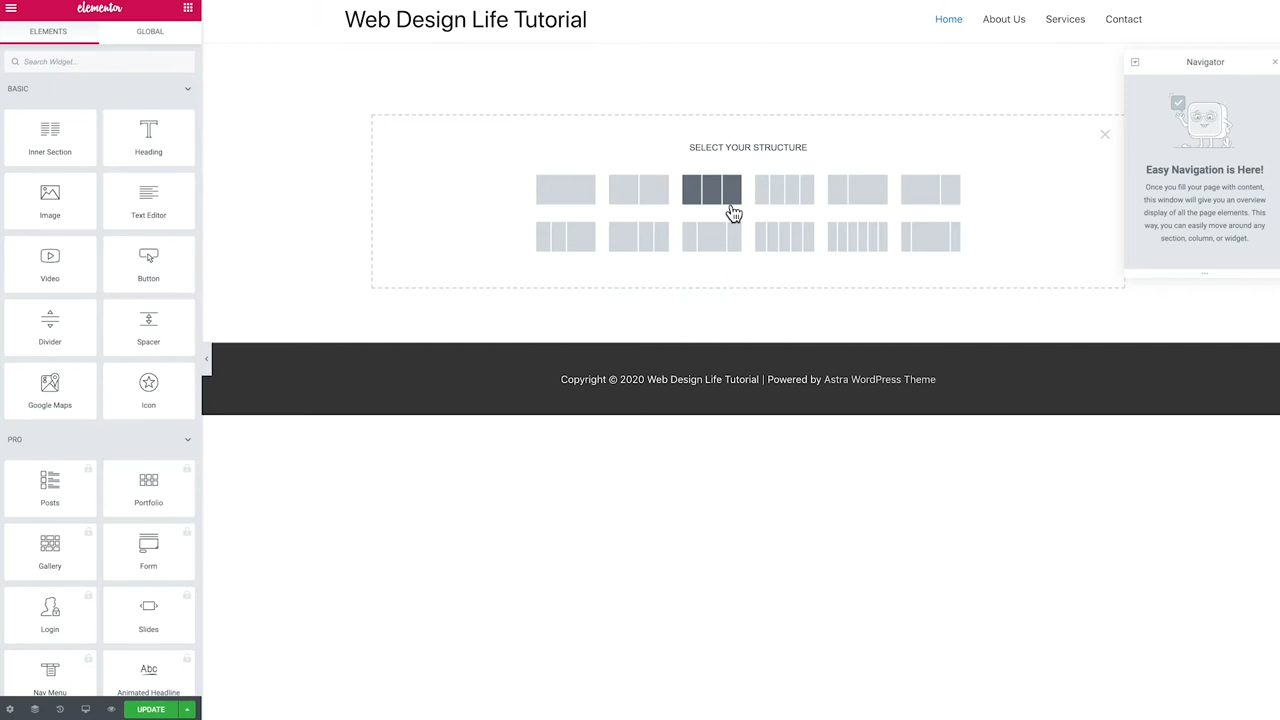 elementor
ELEMENTS
GLOBAL
Search Widget...
BASIC
Inner Section
Heading
Image
Text Editor
Video
Button
Divider
Spacer
Google Maps
Icon
PRO
Posts
Portfolio
Gallery
Form
Login
Slides
Nav Menu
Abc
Animated Headline
UPDATE
Web Design Life Tutorial
Home
About Us
Services
Contact
SELECT YOUR STRUCTURE
Copyright © 2020 Web Design Life Tutorial | Powered by Astra WordPress Theme
Navigator
Easy Navigation is Here!
Once you fill your page with content,
this window will give you an overview
display of all the page elements. This
way, you can easily move around any
section, column, or widget.